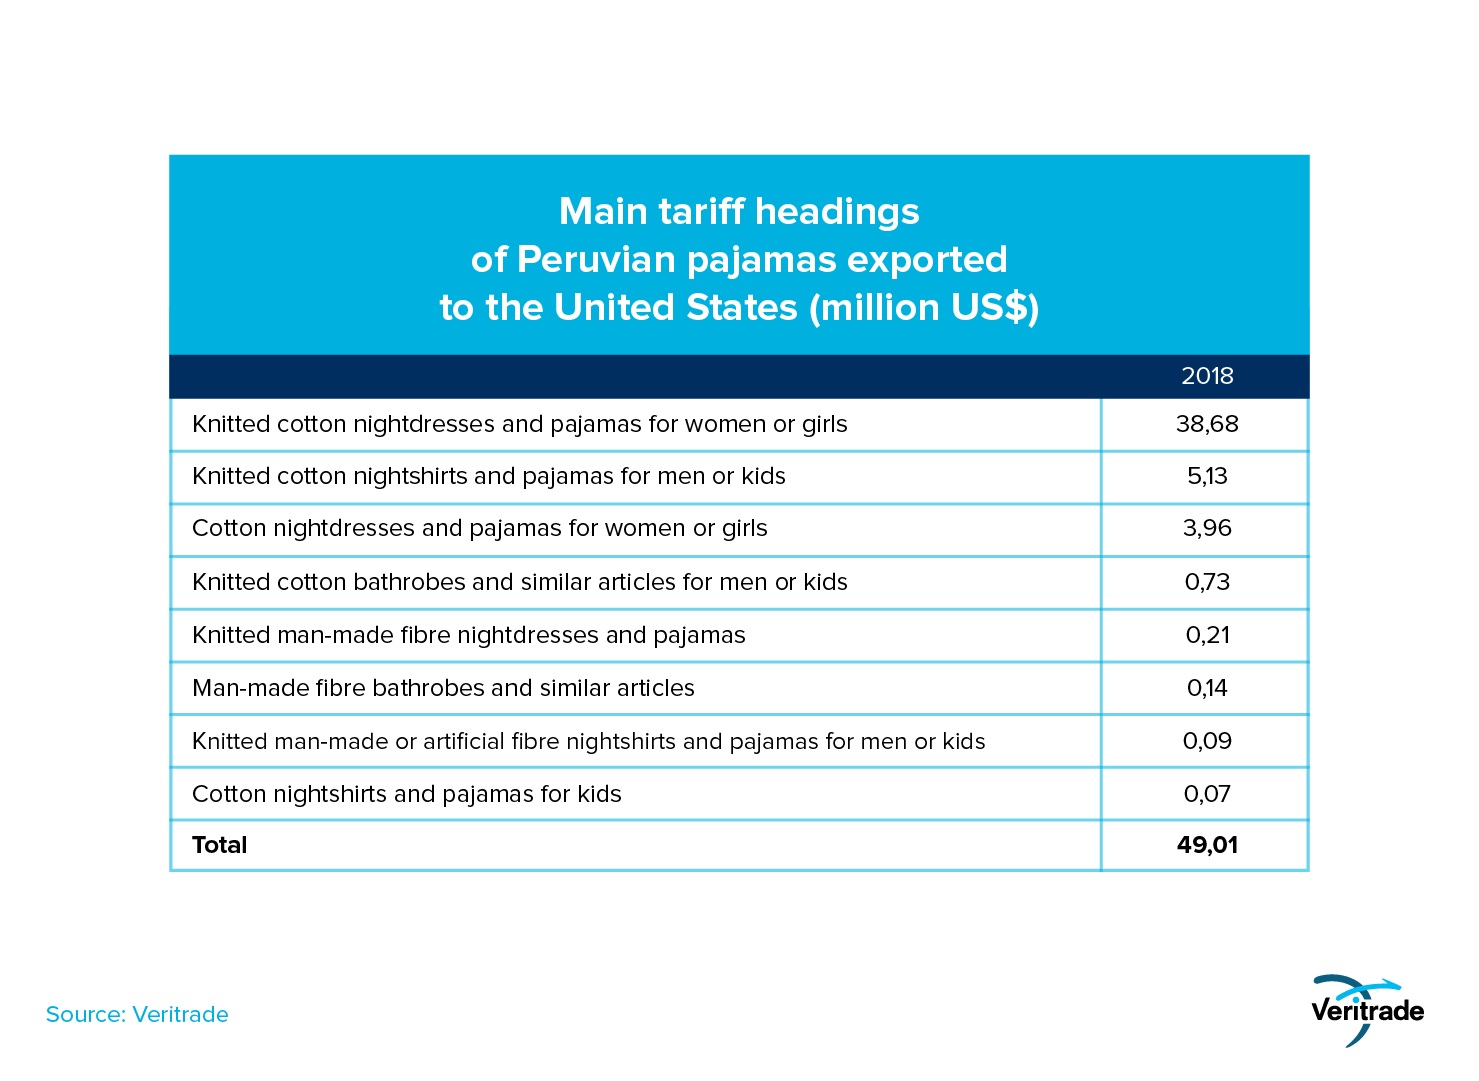 Main tariff headings
of Peruvian pajamas exported
to the United States (million US$)
2018
Knitted cotton nightdresses and pajamas for women or girls 38,68
Knitted cotton nightshirts and pajamas for men or kids 5,13
Cotton nightdresses and pajamas for women or girls 3,96
Knitted cotton bathrobes and similar articles for men or kids 0,73
Knitted man-made fibre nightdresses and pajamas 0,21
Man-made fibre bathrobes and similar articles 0,14
Knitted man-made or artificial fibre nightshirts and pajamas for men or kids 0,09
Cotton nightshirts and pajamas for kids 0,07
Total 49,01
Source: Veritrade
Veritrade